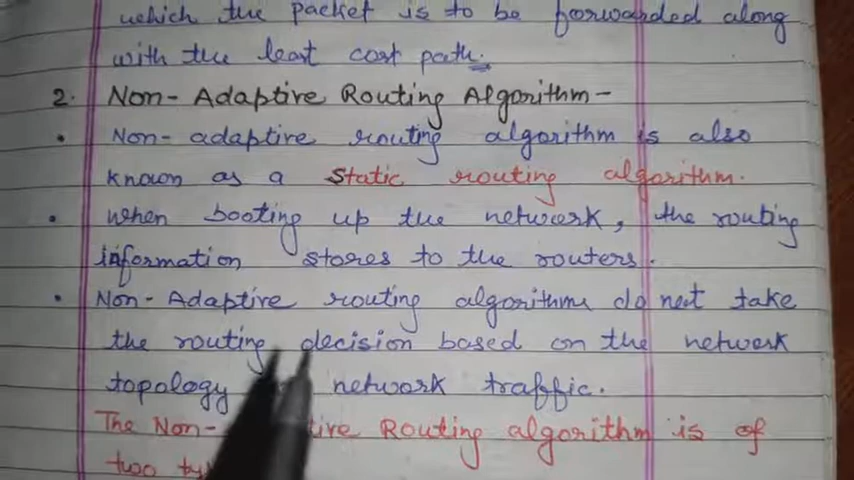 which the packet is to be forwarded along
with the least cost path.
2. Non-Adaptive Routing Algorithm-
• Non-adaptive routing algorithm is also
known as a static routing algorithm.
• when booting up the network, the routing
information stores to the routers.
• Non-Adaptive routing algorithms do not take
the routing decision based on the network
topology network traffic.
The Non- Routing algorithm is of
two